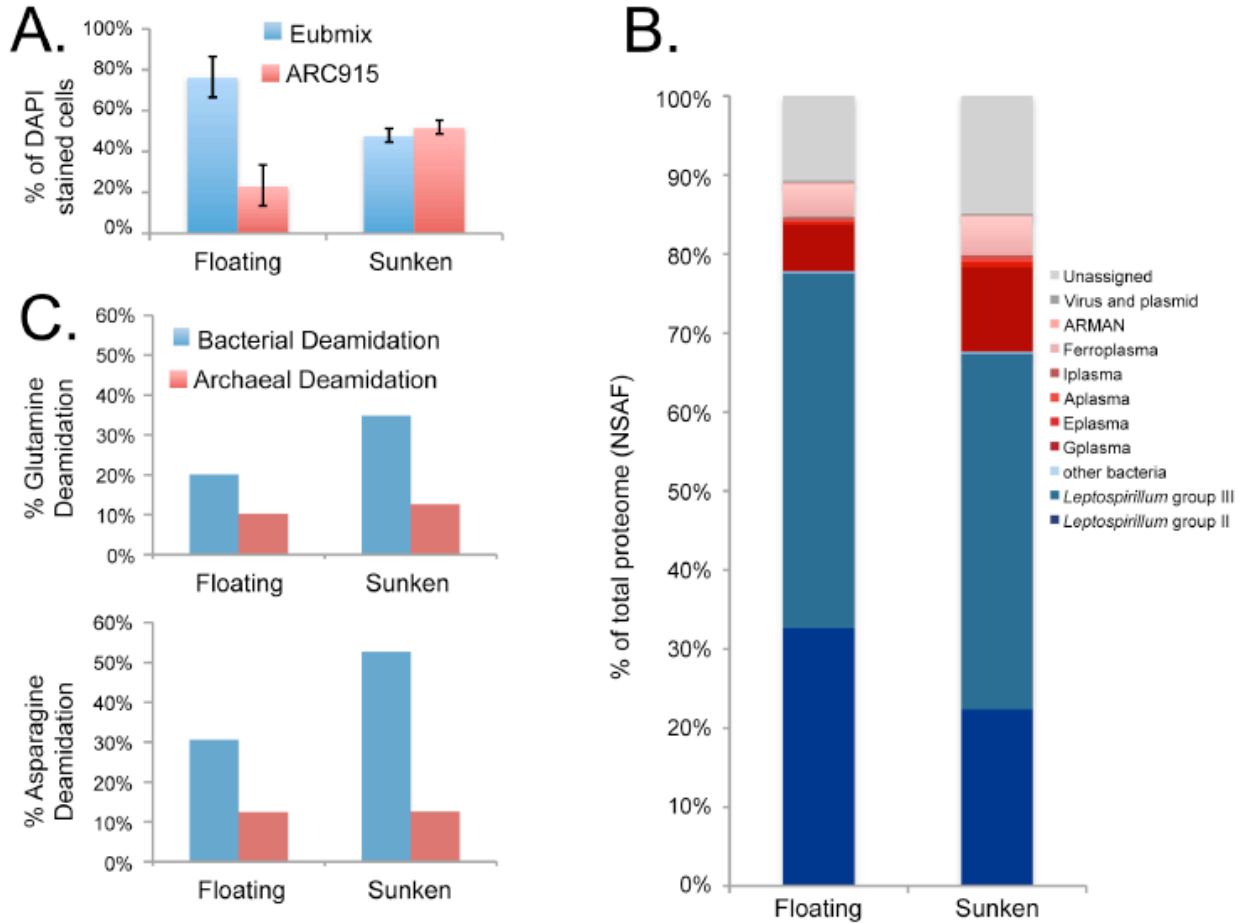 A.
100%
80%
60%
40%
20%
0%
% of DAPI
stained cells
Eubmix
ARC915
Floating
Sunken
C.
60%
50%
40%
30%
20%
10%
0%
% Glutamine
Deamidation
Bacterial Deamidation
Archaeal Deamidation
Floating
Sunken
60%
50%
40%
30%
20%
10%
0%
% Asparagine
Deamidation
Floating
Sunken
B.
100%
90%
80%
70%
60%
50%
40%
30%
20%
10%
0%
% of total proteome (NSAF)
Floating
Sunken
Unassigned
Virus and plasmid
ARMAN
Ferroplasma
Iplasma
Aplasma
Eplasma
Gplasma
other bacteria
Leptospirillum group III
Leptospirillum group II